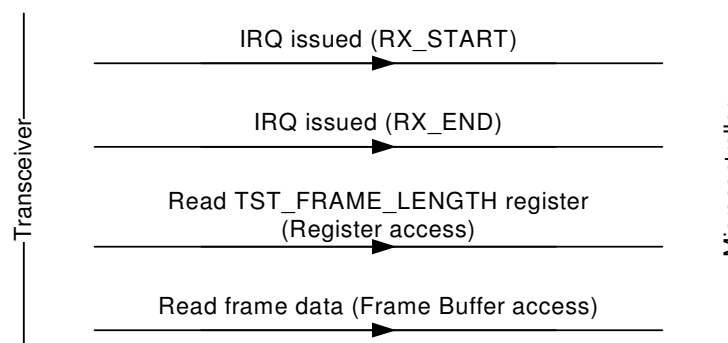 IRQ issued (RX_START)
IRQ issued (RX_END)
Transceiver
Read TST_FRAME_LENGTH register
(Register access)
Read frame data (Frame Buffer access)